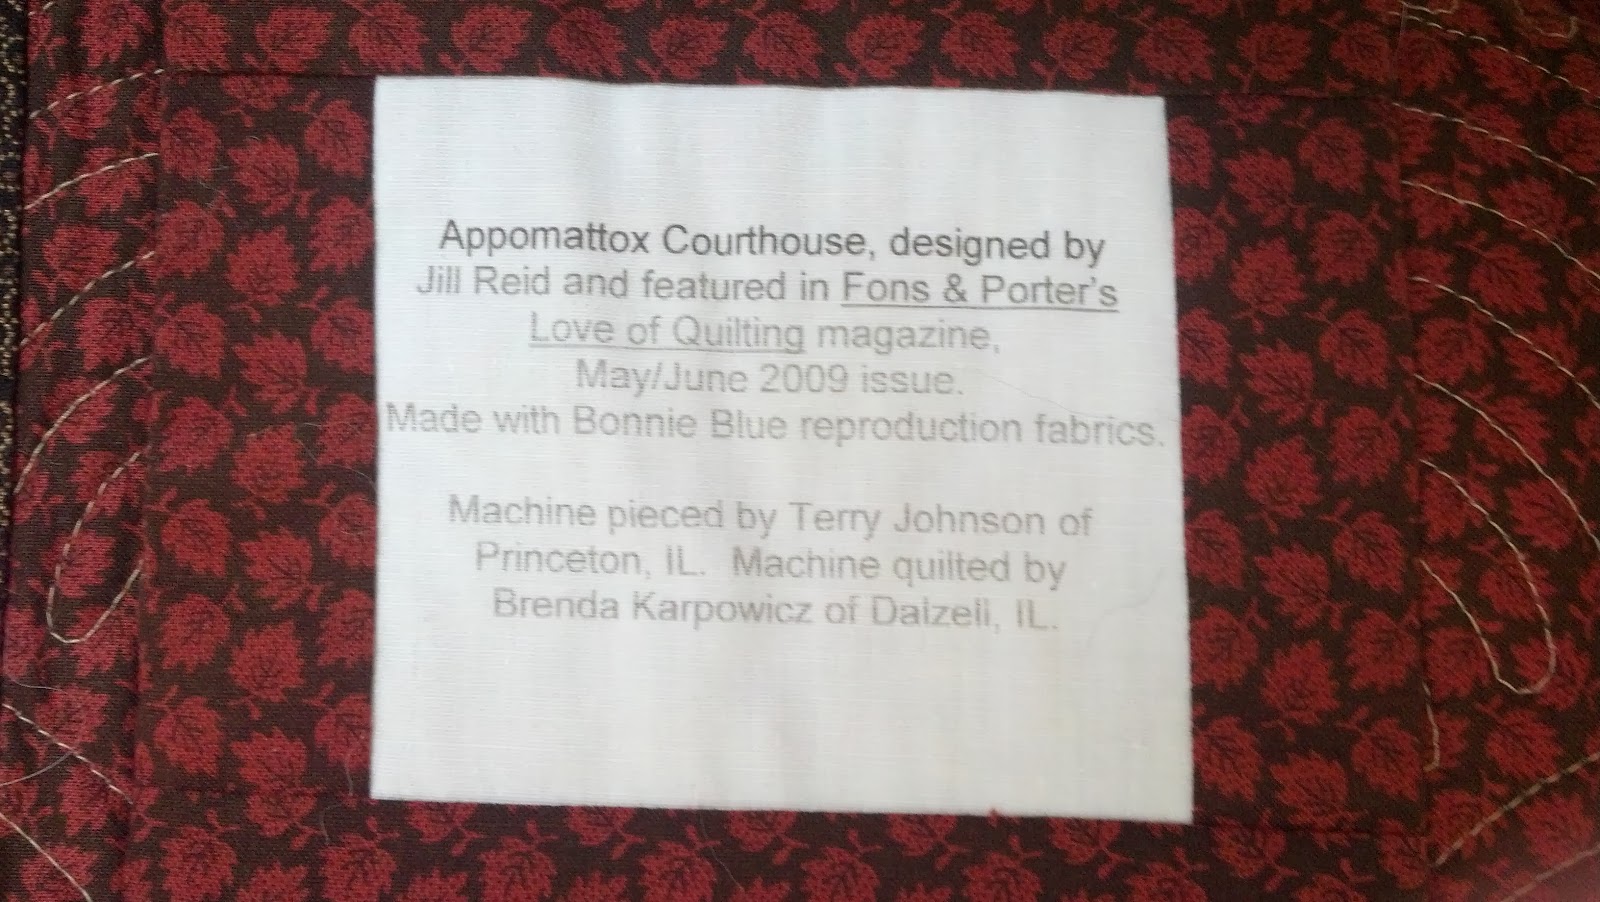 Appomattox Courthouse, designed by
Jill Reid and featured in Fons & Porter's
Love of Quilting magazine,
May/June 2009 issue.
Made with Bonnie Blue reproduction fabrics.
Machine pieced by Terry Johnson of
Princeton, IL. Machine quilted by
Brenda Karpowicz of Dalzell, IL.